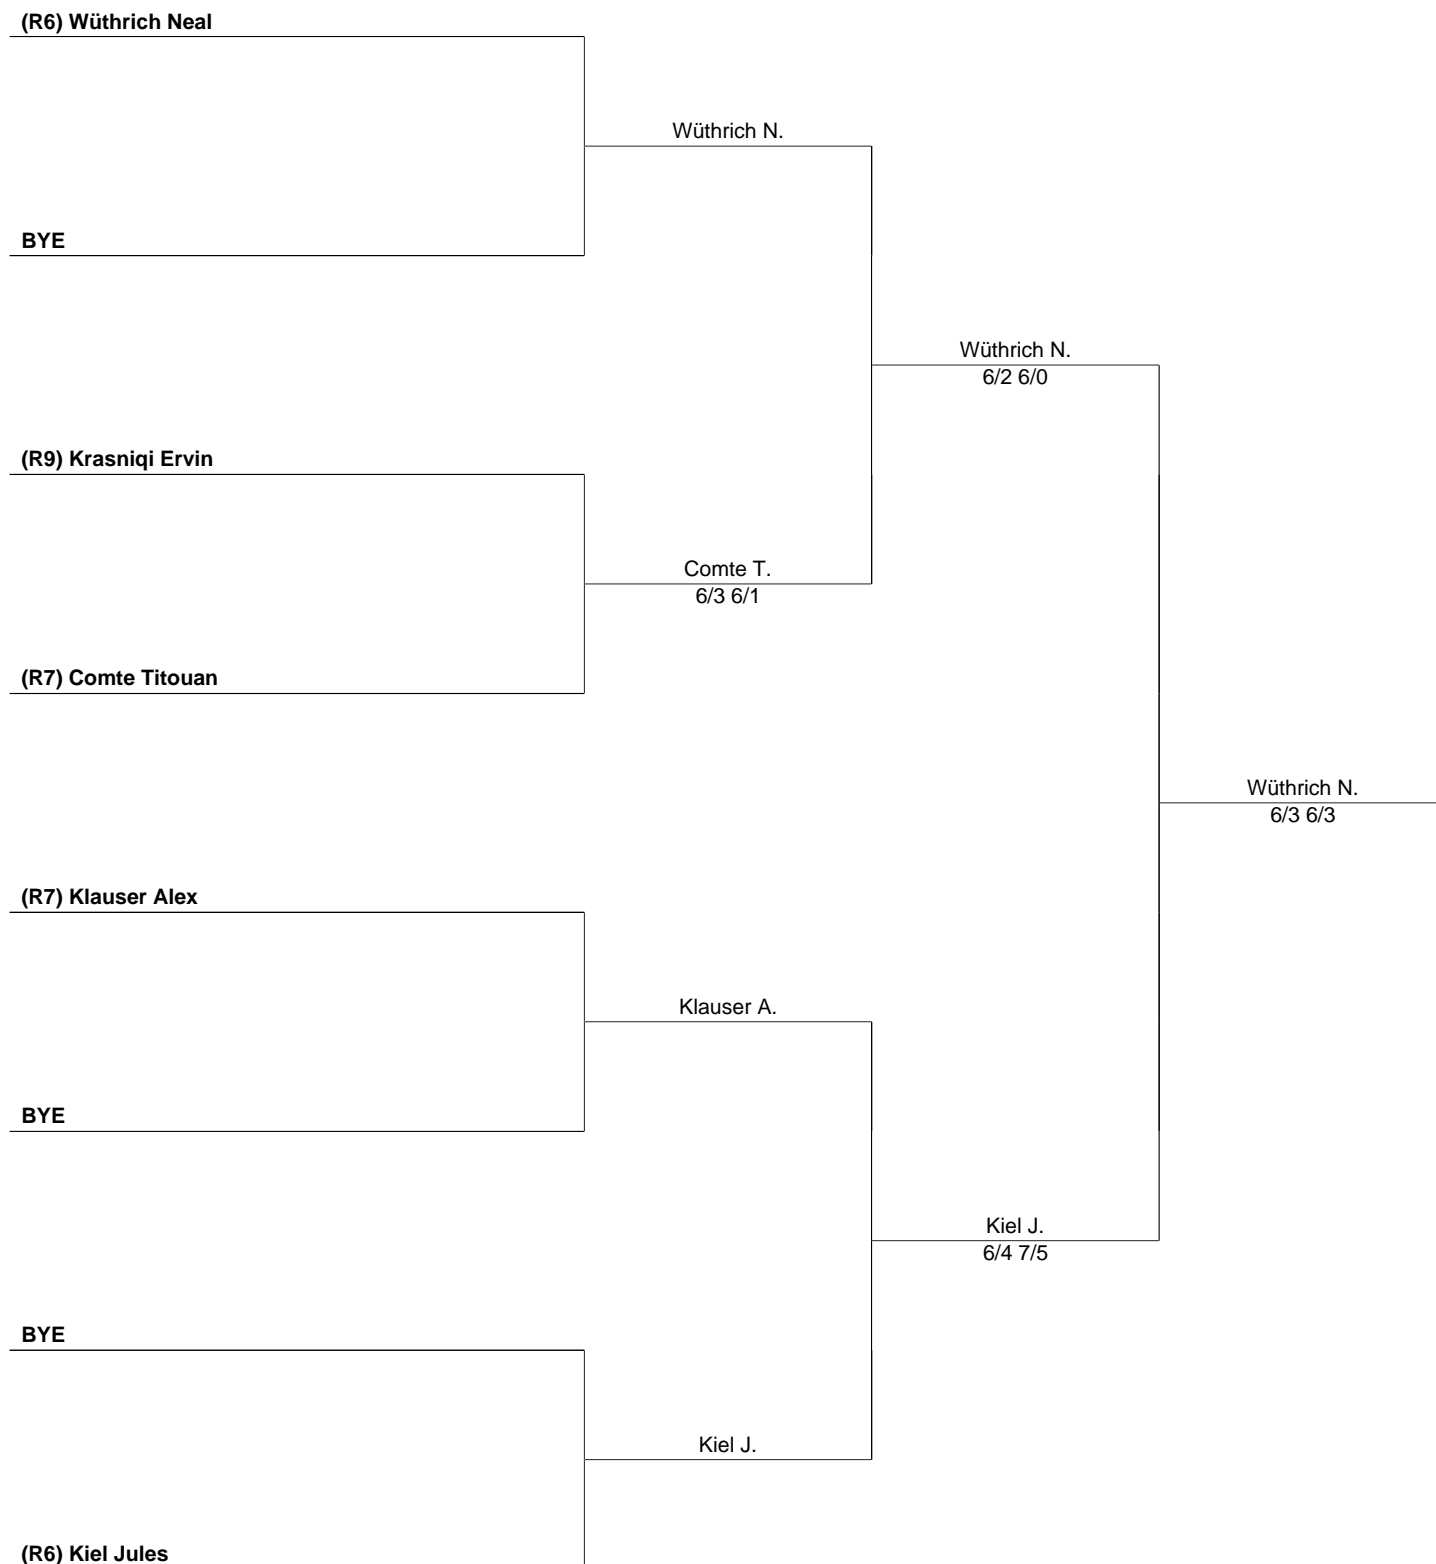 (R6) Wüthrich Neal
Wüthrich N.
BYE
Wüthrich N.
6/2 6/0
(R9) Krasniqi Ervin
Comte T.
6/3 6/1
(R7) Comte Titouan
Wüthrich N.
6/3 6/3
(R7) Klauser Alex
Klauser A.
BYE
Kiel J.
6/4 7/5
BYE
Kiel J.
(R6) Kiel Jules